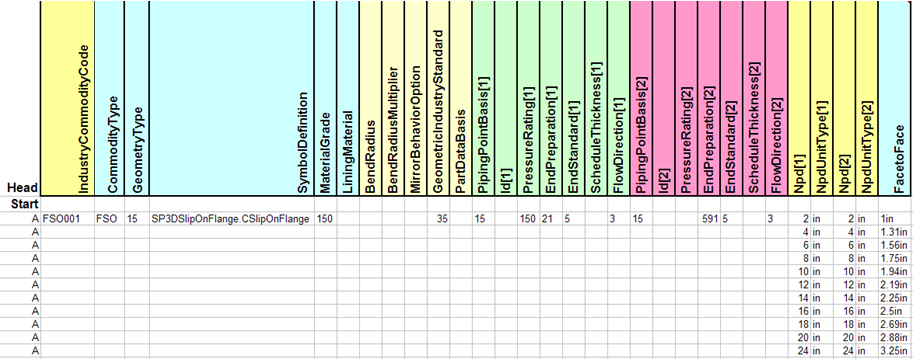 Head IndustryCommodityCode CommodityType GeometryType SymbolDefinition MaterialGrade LiningMaterial BendRadius BendRadiusMultiplier MirrorBehaviorOption GeometricIndustryStandard PartDataBasis PipingPointBasis[1] Id[1] PressureRating[1] EndPreparation[1] EndStandard[1] ScheduleThickness[1] FlowDirection[1] PipingPointBasis[2] Id[2] PressureRating[2] EndPreparation[2] EndStandard[2] ScheduleThickness[2] FlowDirection[2] Npd[1] NpdUnitType[1] Npd[2] NpdUnitType[2] FacetoFace
Start
A FSO001 FSO 15 SP3DSlipOnFlange.CSlipOnFlange 150 35 15 150 21 5 3 15 591 5 3 2 in 2 in 1in
A 4 in 4 in 1.31in
A 6 in 6 in 1.56in
A 8 in 8 in 1.75in
A 10 in 10 in 1.94in
A 12 in 12 in 2.19in
A 14 in 14 in 2.25in
A 16 in 16 in 2.5in
A 18 in 18 in 2.69in
A 20 in 20 in 2.88in
A 24 in 24 in 3.25in